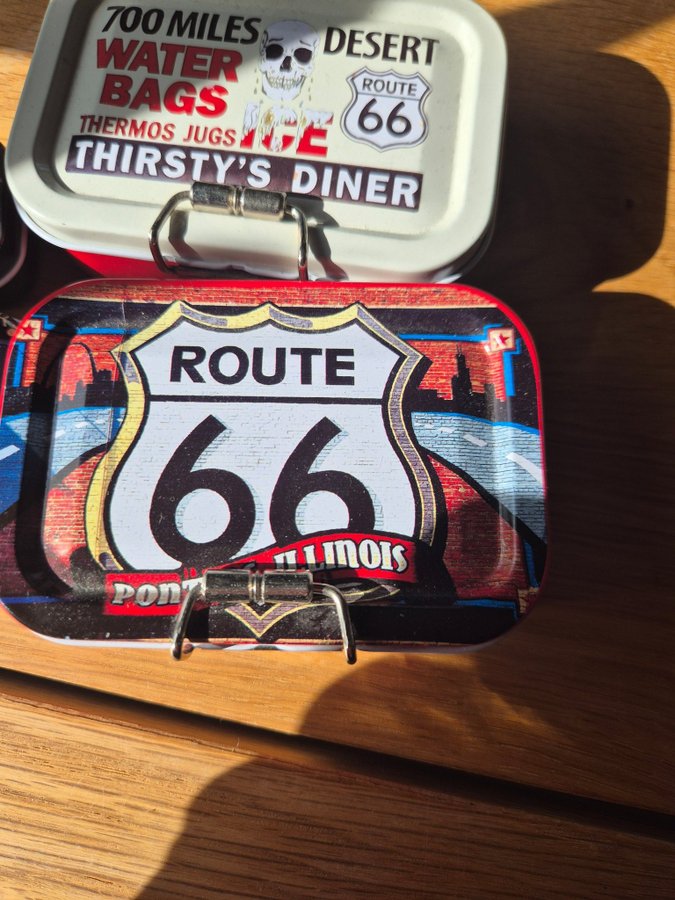 700 MILES DESERT
WATER
BAGS
THERMOS JUGS ICE
ROUTE
66
THIRSTY'S DINER
ROUTE
66
ILLINOIS